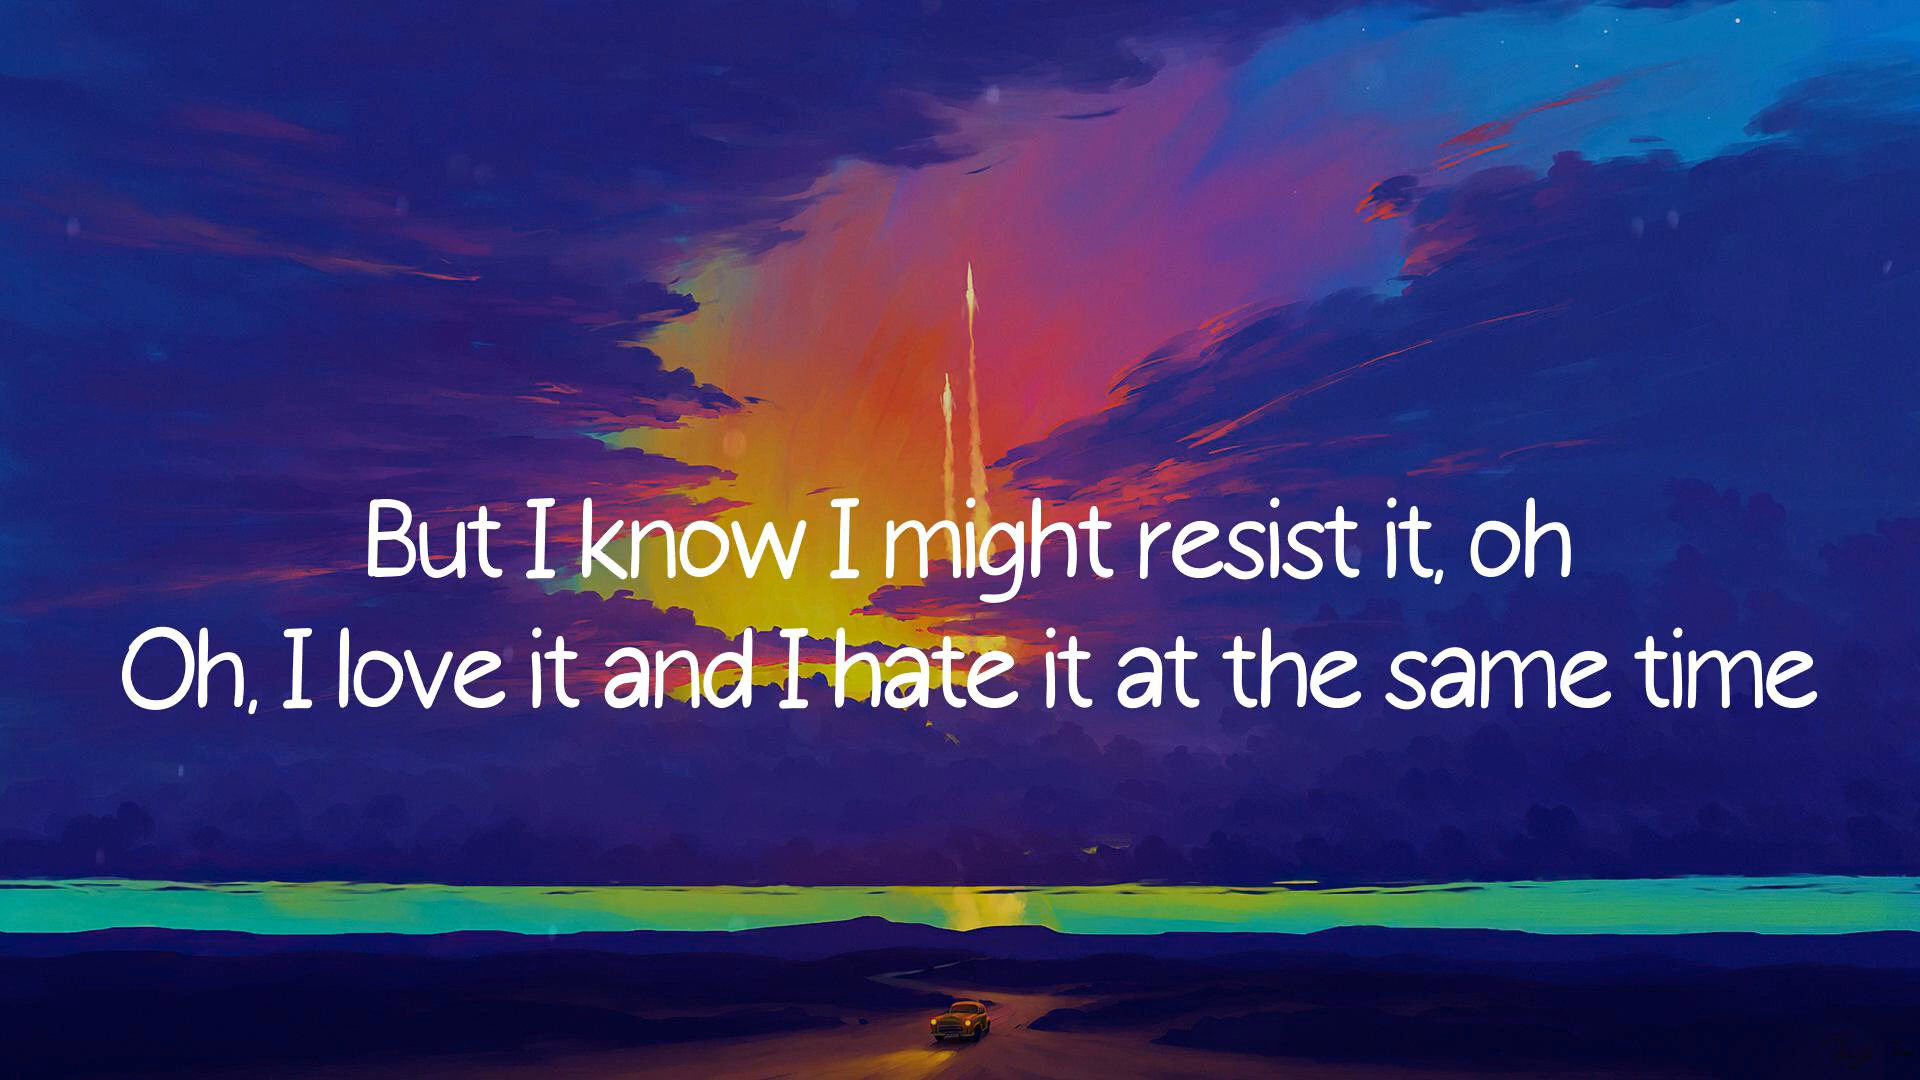 But I know I might resist it, oh
Oh, I love it and I hate it at the same time